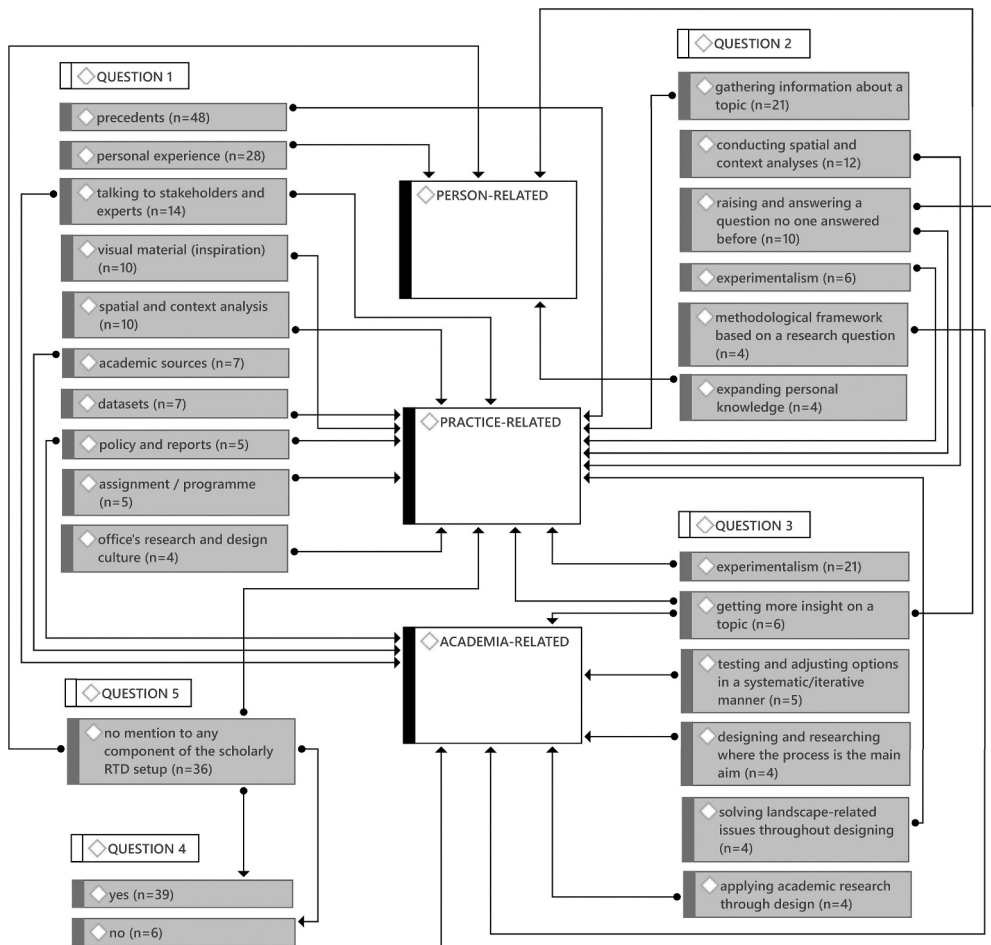 QUESTION 1
precedents (n=48)
personal experience (n=28)
talking to stakeholders and
experts (n=14)
visual material (inspiration)
(n=10)
spatial and context analysis
(n=10)
academic sources (n=7)
datasets (n=7)
policy and reports (n=5)
assignment / programme
(n=5)
office's research and design
culture (n=4)
QUESTION 5
no mention to any
component of the scholarly
RTD setup (n=36)
QUESTION 4
yes (n=39)
no (n=6)
PERSON-RELATED
PRACTICE-RELATED
ACADEMIA-RELATED
QUESTION 2
gathering information about a
topic (n=21)
conducting spatial and
context analyses (n=12)
raising and answering a
question no one answered
before (n=10)
experimentalism (n=6)
methodological framework
based on a research question
(n=4)
expanding personal
knowledge (n=4)
QUESTION 3
experimentalism (n=21)
getting more insight on a
topic (n=6)
testing and adjusting options
in a systematic/iterative
manner (n=5)
designing and researching
where the process is the main
aim (n=4)
solving landscape-related
issues throughout designing
(n=4)
applying academic research
through design (n=4)